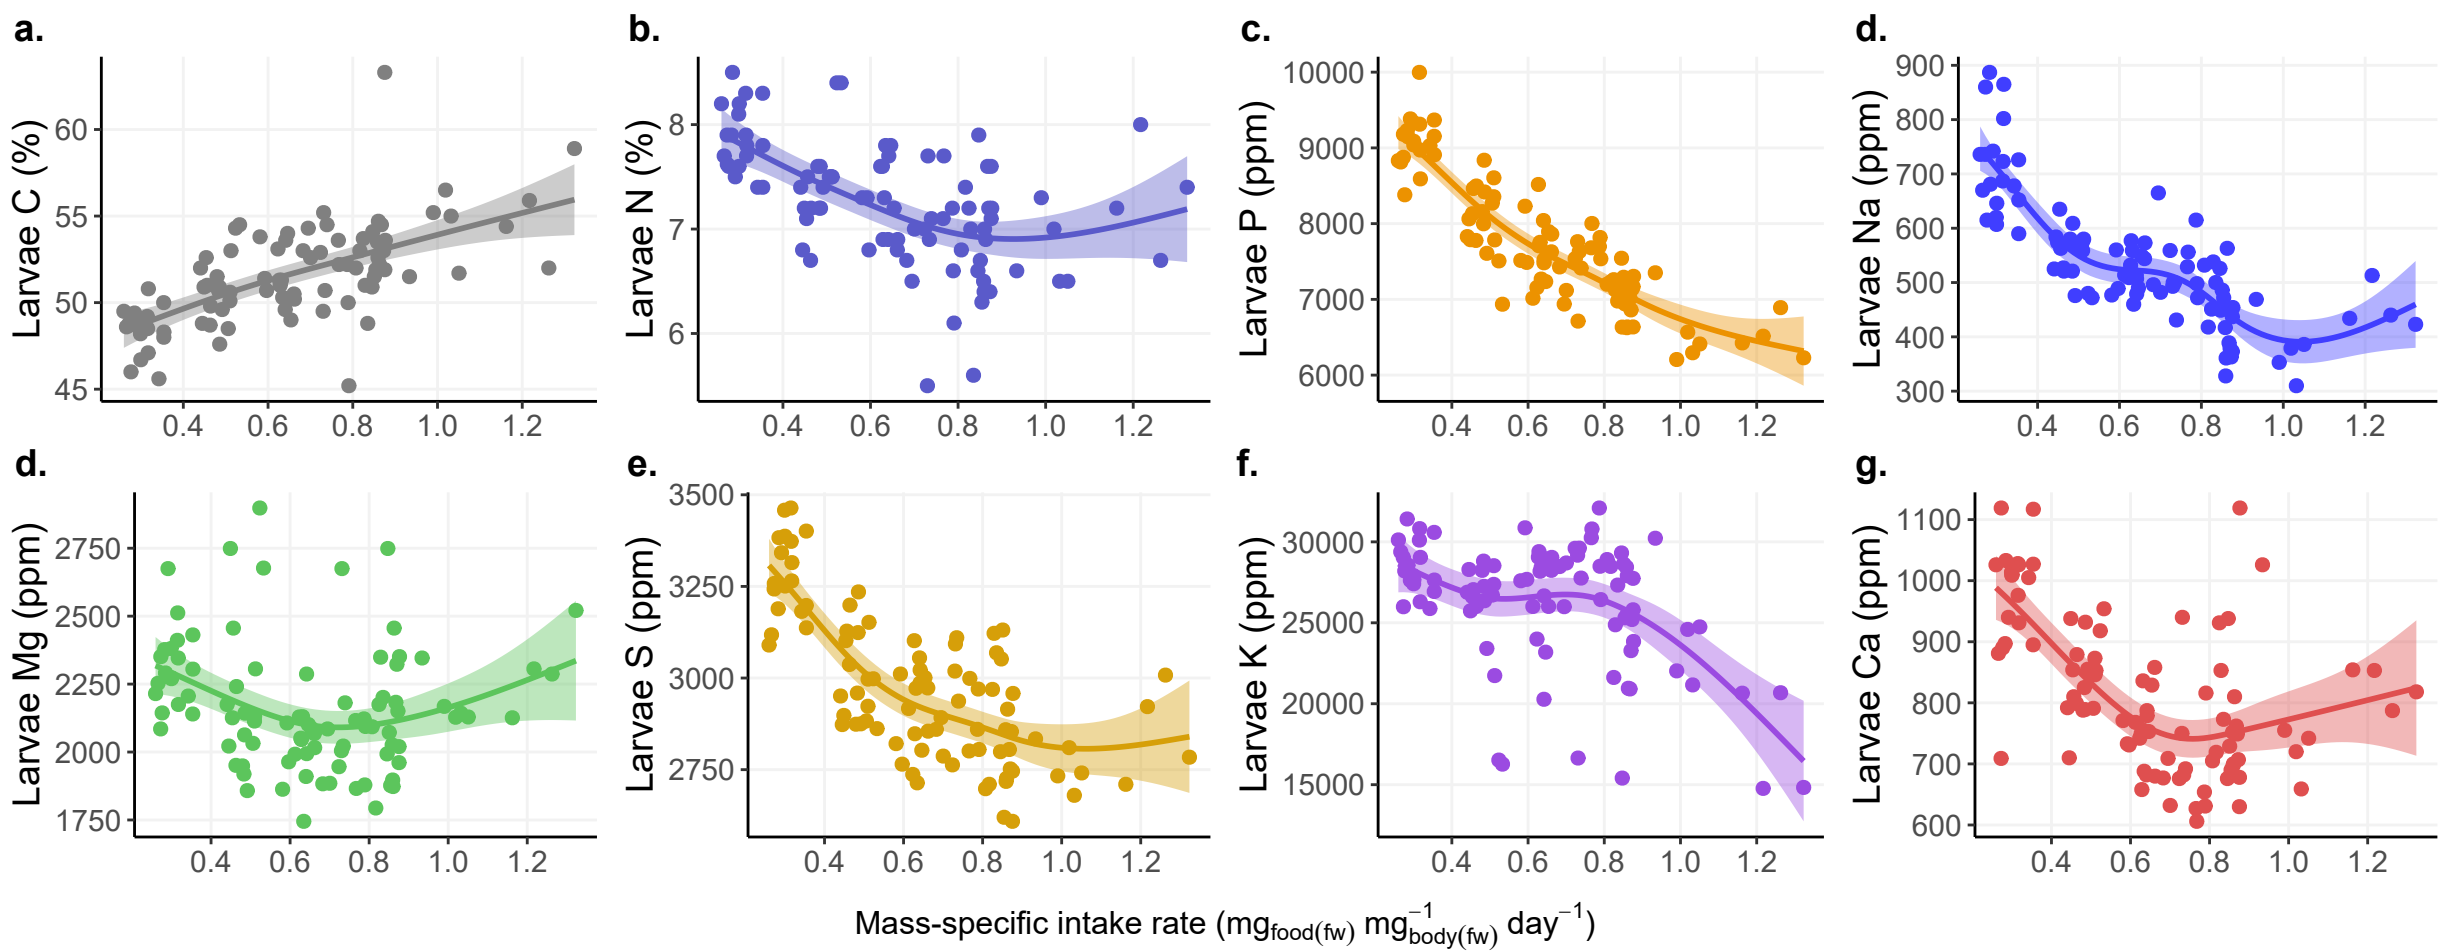 a.
Larvae C (%)
60
55
50
45
0.4 0.6 0.8 1.0 1.2
b.
Larvae N (%)
8
7
6
0.4 0.6 0.8 1.0 1.2
c.
Larvae P (ppm)
10000
9000
8000
7000
6000
0.4 0.6 0.8 1.0 1.2
d.
Larvae Na (ppm)
900
800
700
600
500
400
300
0.4 0.6 0.8 1.0 1.2
d.
Larvae Mg (ppm)
2750
2500
2250
2000
1750
0.4 0.6 0.8 1.0 1.2
e.
Larvae S (ppm)
3500
3250
3000
2750
0.4 0.6 0.8 1.0 1.2
f.
Larvae K (ppm)
30000
25000
20000
15000
0.4 0.6 0.8 1.0 1.2
g.
Larvae Ca (ppm)
1100
1000
900
800
700
600
0.4 0.6 0.8 1.0 1.2
Mass-specific intake rate (mg food(fw) mg−1 body(fw) day−1)